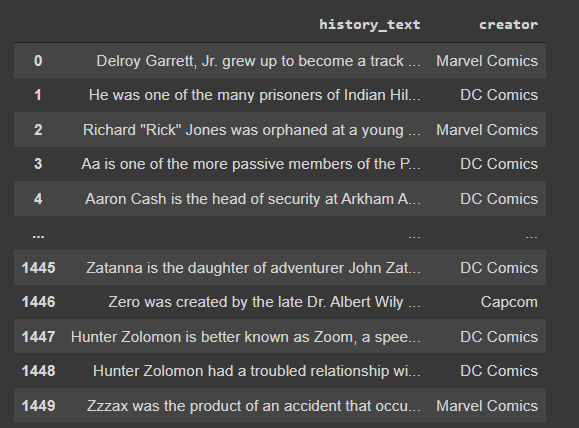 history_text creator
0 Delroy Garrett, Jr. grew up to become a track ... Marvel Comics
1 He was one of the many prisoners of Indian Hil... DC Comics
2 Richard "Rick" Jones was orphaned at a young ... Marvel Comics
3 Aa is one of the more passive members of the P... DC Comics
4 Aaron Cash is the head of security at Arkham A... DC Comics
... ... ...
1445 Zatanna is the daughter of adventurer John Zat... DC Comics
1446 Zero was created by the late Dr. Albert Wily ... Capcom
1447 Hunter Zolomon is better known as Zoom, a spee... DC Comics
1448 Hunter Zolomon had a troubled relationship wi... DC Comics
1449 Zzzax was the product of an accident that occu... Marvel Comics